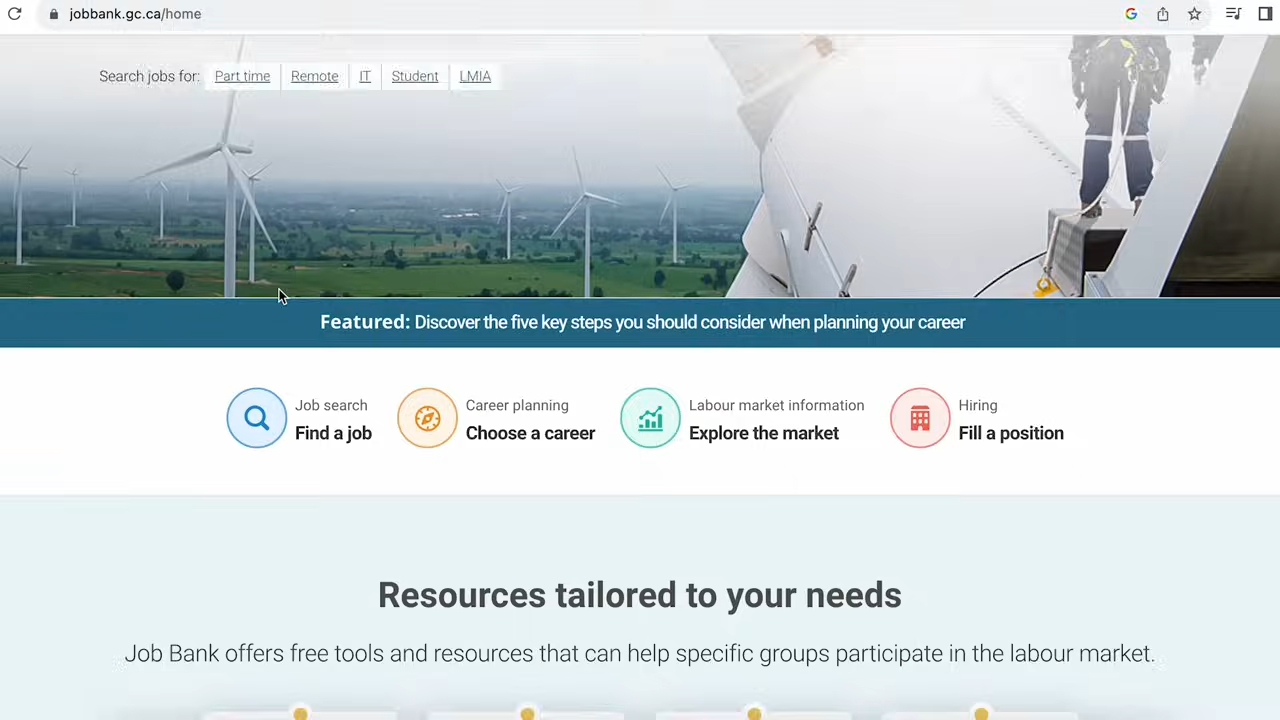 jobbank.gc.ca/home
Search jobs for: Part time Remote IT Student LMIA
Featured: Discover the five key steps you should consider when planning your career
Job search
Find a job
Career planning
Choose a career
Labour market information
Explore the market
Hiring
Fill a position
Resources tailored to your needs
Job Bank offers free tools and resources that can help specific groups participate in the labour market.